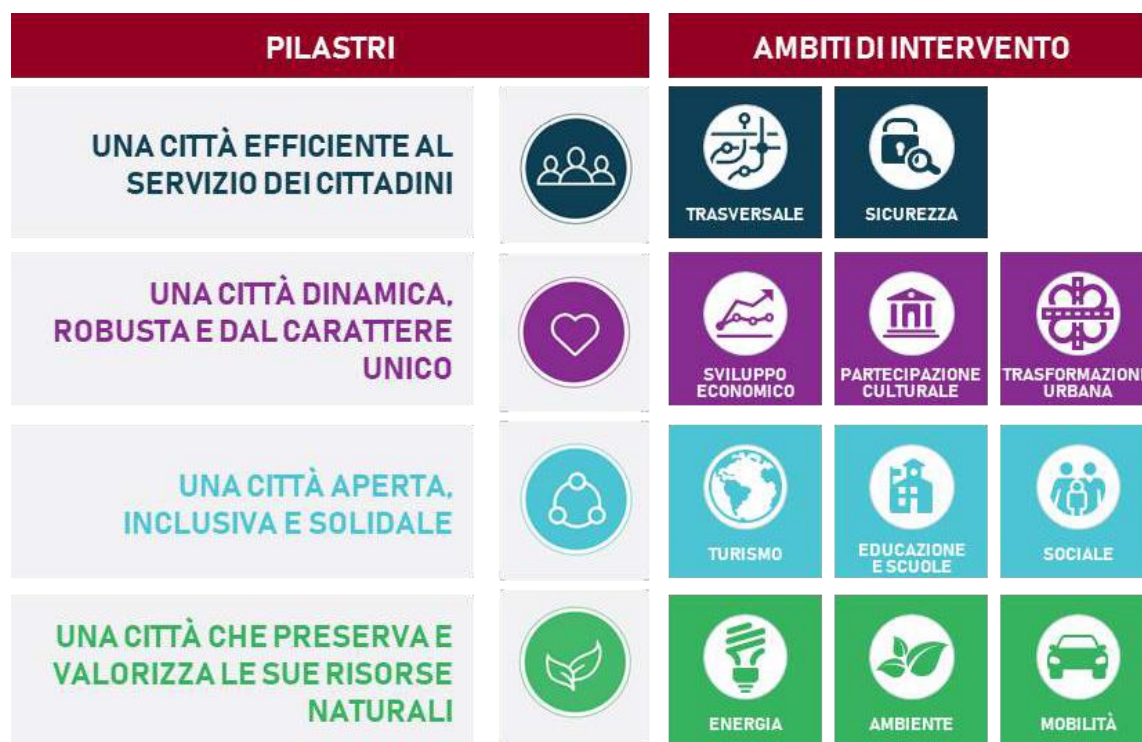 PILASTRI
AMBITI DI INTERVENTO
UNA CITTÀ EFFICIENTE AL
SERVIZIO DEI CITTADINI
TRASVERSALE
SICUREZZA
UNA CITTÀ DINAMICA,
ROBUSTA E DAL CARATTERE
UNICO
SVILUPPO
ECONOMICO
PARTECIPAZIONE
CULTURALE
TRASFORMAZIONE
URBANA
UNA CITTÀ APERTA,
INCLUSIVA E SOLIDALE
TURISMO
EDUCAZIONE
E SCUOLE
SOCIALE
UNA CITTÀ CHE PRESERVA E
VALORIZZA LE SUE RISORSE
NATURALI
ENERGIA
AMBIENTE
MOBILITÀ